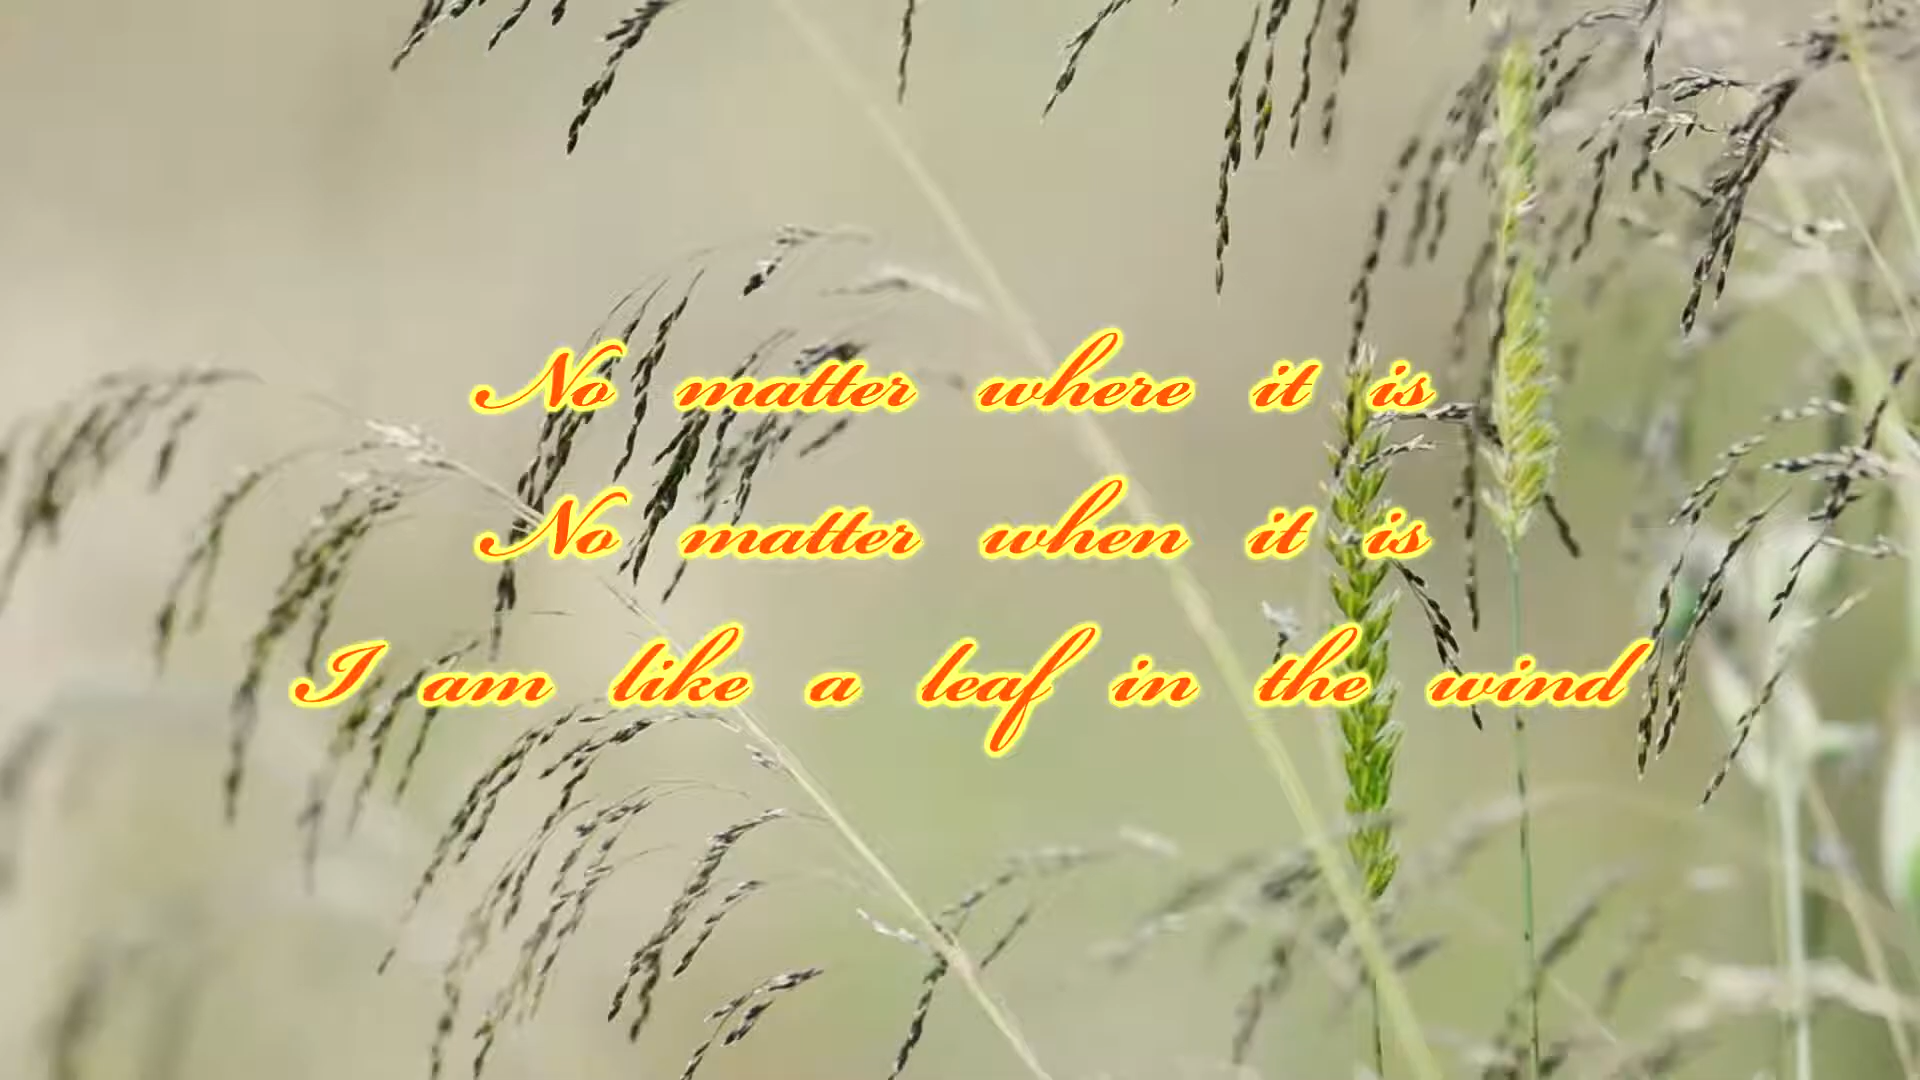 No matter where it is
No matter when it is
I am like a leaf in the wind